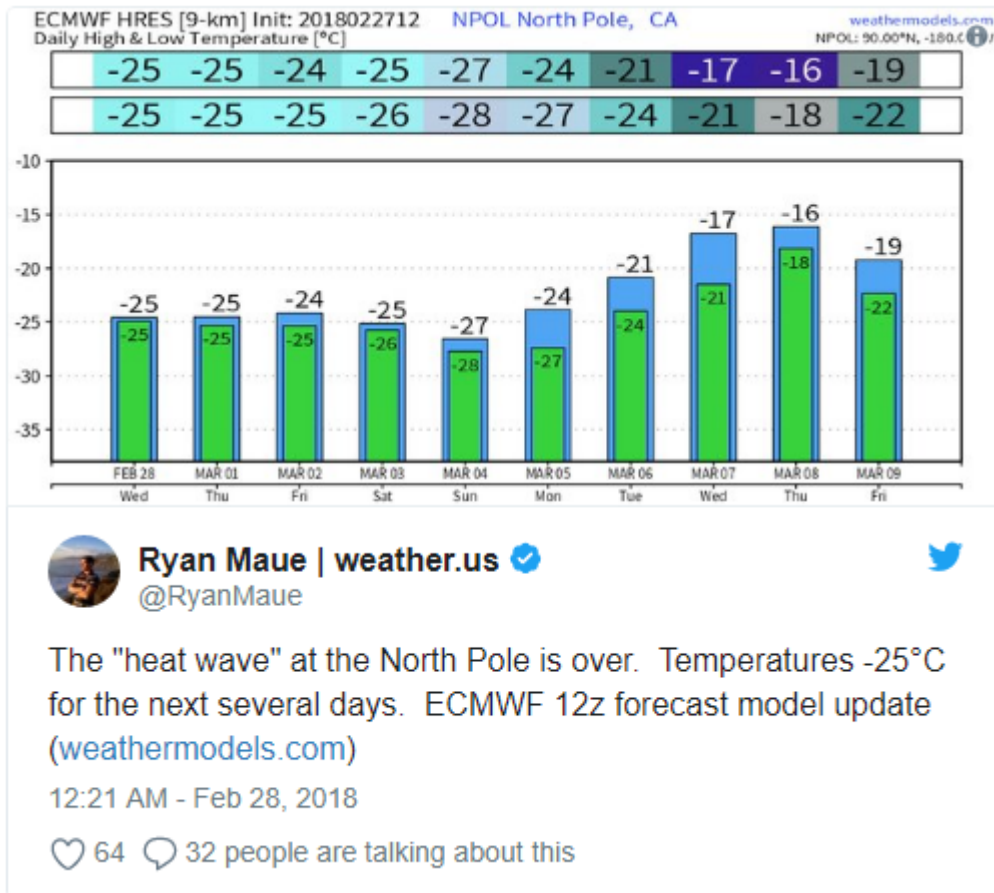 ECMWF HRES [9-km] Init: 2018022712 NPOL North Pole, CA weathermodels.com
Daily High & Low Temperature [°C] NPOL: 90.00°N, -180.0
-25 -25 -24 -25 -27 -24 -21 -17 -16 -19
-25 -25 -25 -26 -28 -27 -24 -21 -18 -22
-10
-15
-20
-25
-30
-35
-25 -25 -24 -25 -27 -24 -21 -17 -16 -19
-25 -25 -25 -26 -28 -27 -24 -21 -18 -22
FEB 28 MAR 01 MAR 02 MAR 03 MAR 04 MAR 05 MAR 06 MAR 07 MAR 08 MAR 09
Wed Thu Fri Sat Sun Mon Tue Wed Thu Fri
Ryan Maue | weather.us
@RyanMaue
The "heat wave" at the North Pole is over. Temperatures -25°C
for the next several days. ECMWF 12z forecast model update
(weathermodels.com)
12:21 AM - Feb 28, 2018
64 32 people are talking about this